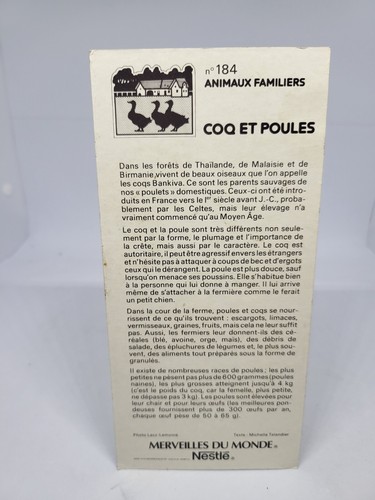 n° 184
ANIMAUX FAMILIERS
COQ ET POULES
Dans les forêts de Thaïlande, de Malaisie et de
Birmanie,vivent de beaux oiseaux que l'on appelle
les coqs Bankiva. Ce sont les parents sauvages de
nos « poulets » domestiques. Ceux-ci ont été intro-
duits en France vers le Ier siècle avant J.-C., proba-
blement par les Celtes, mais leur élevage n'a
vraiment commencé qu'au Moyen Âge.
Le coq et la poule sont très différents non seule-
ment par la forme, le plumage et l'importance de
la crête, mais aussi par le caractère. Le coq est
autoritaire, il peut être agressif envers les étrangers
et n'hésite pas à attaquer à coups de bec et d'ergots
ceux qui le dérangent. La poule est plus douce, sauf
lorsqu'on menace ses poussins. Elle s'habitue bien
à la personne qui lui donne à manger. Il lui arrive
même de s'attacher à la fermière comme le ferait
un petit chien.
Dans la cour de la ferme, poules et coqs se nour-
rissent de ce qu'ils trouvent : escargots, limaces,
vermisseaux, graines, fruits, mais cela ne leur suffit
pas. Aussi, les fermiers leur donnent-ils des cé-
réales (blé, avoine, orge, maïs), des débris de
salade, des épluchures de légumes et, le plus sou-
vent, des aliments tout préparés sous la forme de
granulés.
Il existe de nombreuses races de poules ; les plus
petites ne pèsent pas plus de 600 grammes (poules
naines), les plus grosses atteignent jusqu'à 4 kg
(c'est le poids du coq, car la femelle, plus petite,
ne dépasse pas 3 kg). Les poules sont élevées pour
leur chair et pour leurs œufs (les meilleures pon-
deuses fournissent plus de 300 œufs par an,
chaque œuf pèse de 50 à 65 g).
Photo
Texte : Michelle
MERVEILLES DU MONDE
Nestlé